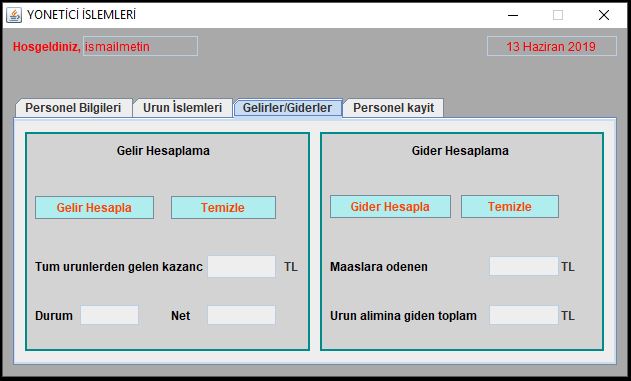 YONETİCİ İSLEMLERİ
Hosgeldiniz, ismailmetin 13 Haziran 2019
Personel Bilgileri Urun İslemleri Gelirler/Giderler Personel kayit
Gelir Hesaplama
Gelir Hesapla Temizle
Tum urunlerden gelen kazanc TL
Durum Net
Gider Hesaplama
Gider Hesapla Temizle
Maaslara odenen TL
Urun alimina giden toplam TL